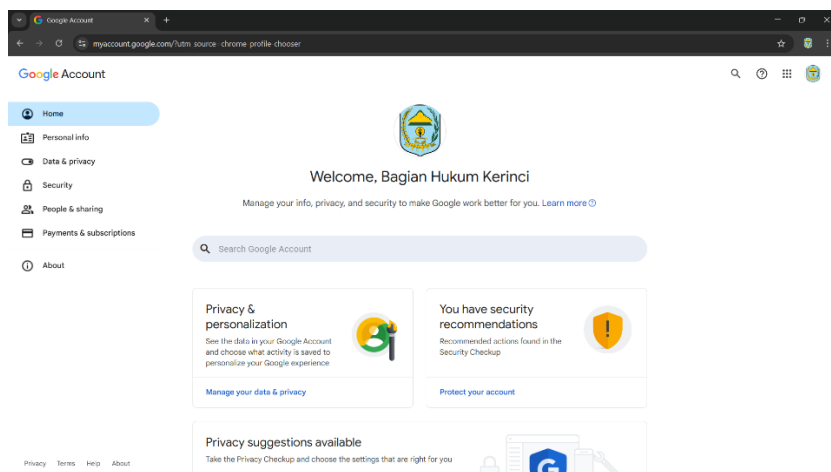 Google Account
myaccount.google.com/?utm_source=chrome-profile-chooser
Google Account
Home
Personal info
Data & privacy
Security
People & sharing
Payments & subscriptions
About
Welcome, Bagian Hukum Kerinci
Manage your info, privacy, and security to make Google work better for you. Learn more
Search Google Account
Privacy &
personalization
See the data in your Google Account
and choose what activity is saved to
personalize your Google experience
Manage your data & privacy
You have security
recommendations
Recommended actions found in the
Security Checkup
Protect your account
Privacy suggestions available
Take the Privacy Checkup and choose the settings that are right for you
Privacy Terms Help About